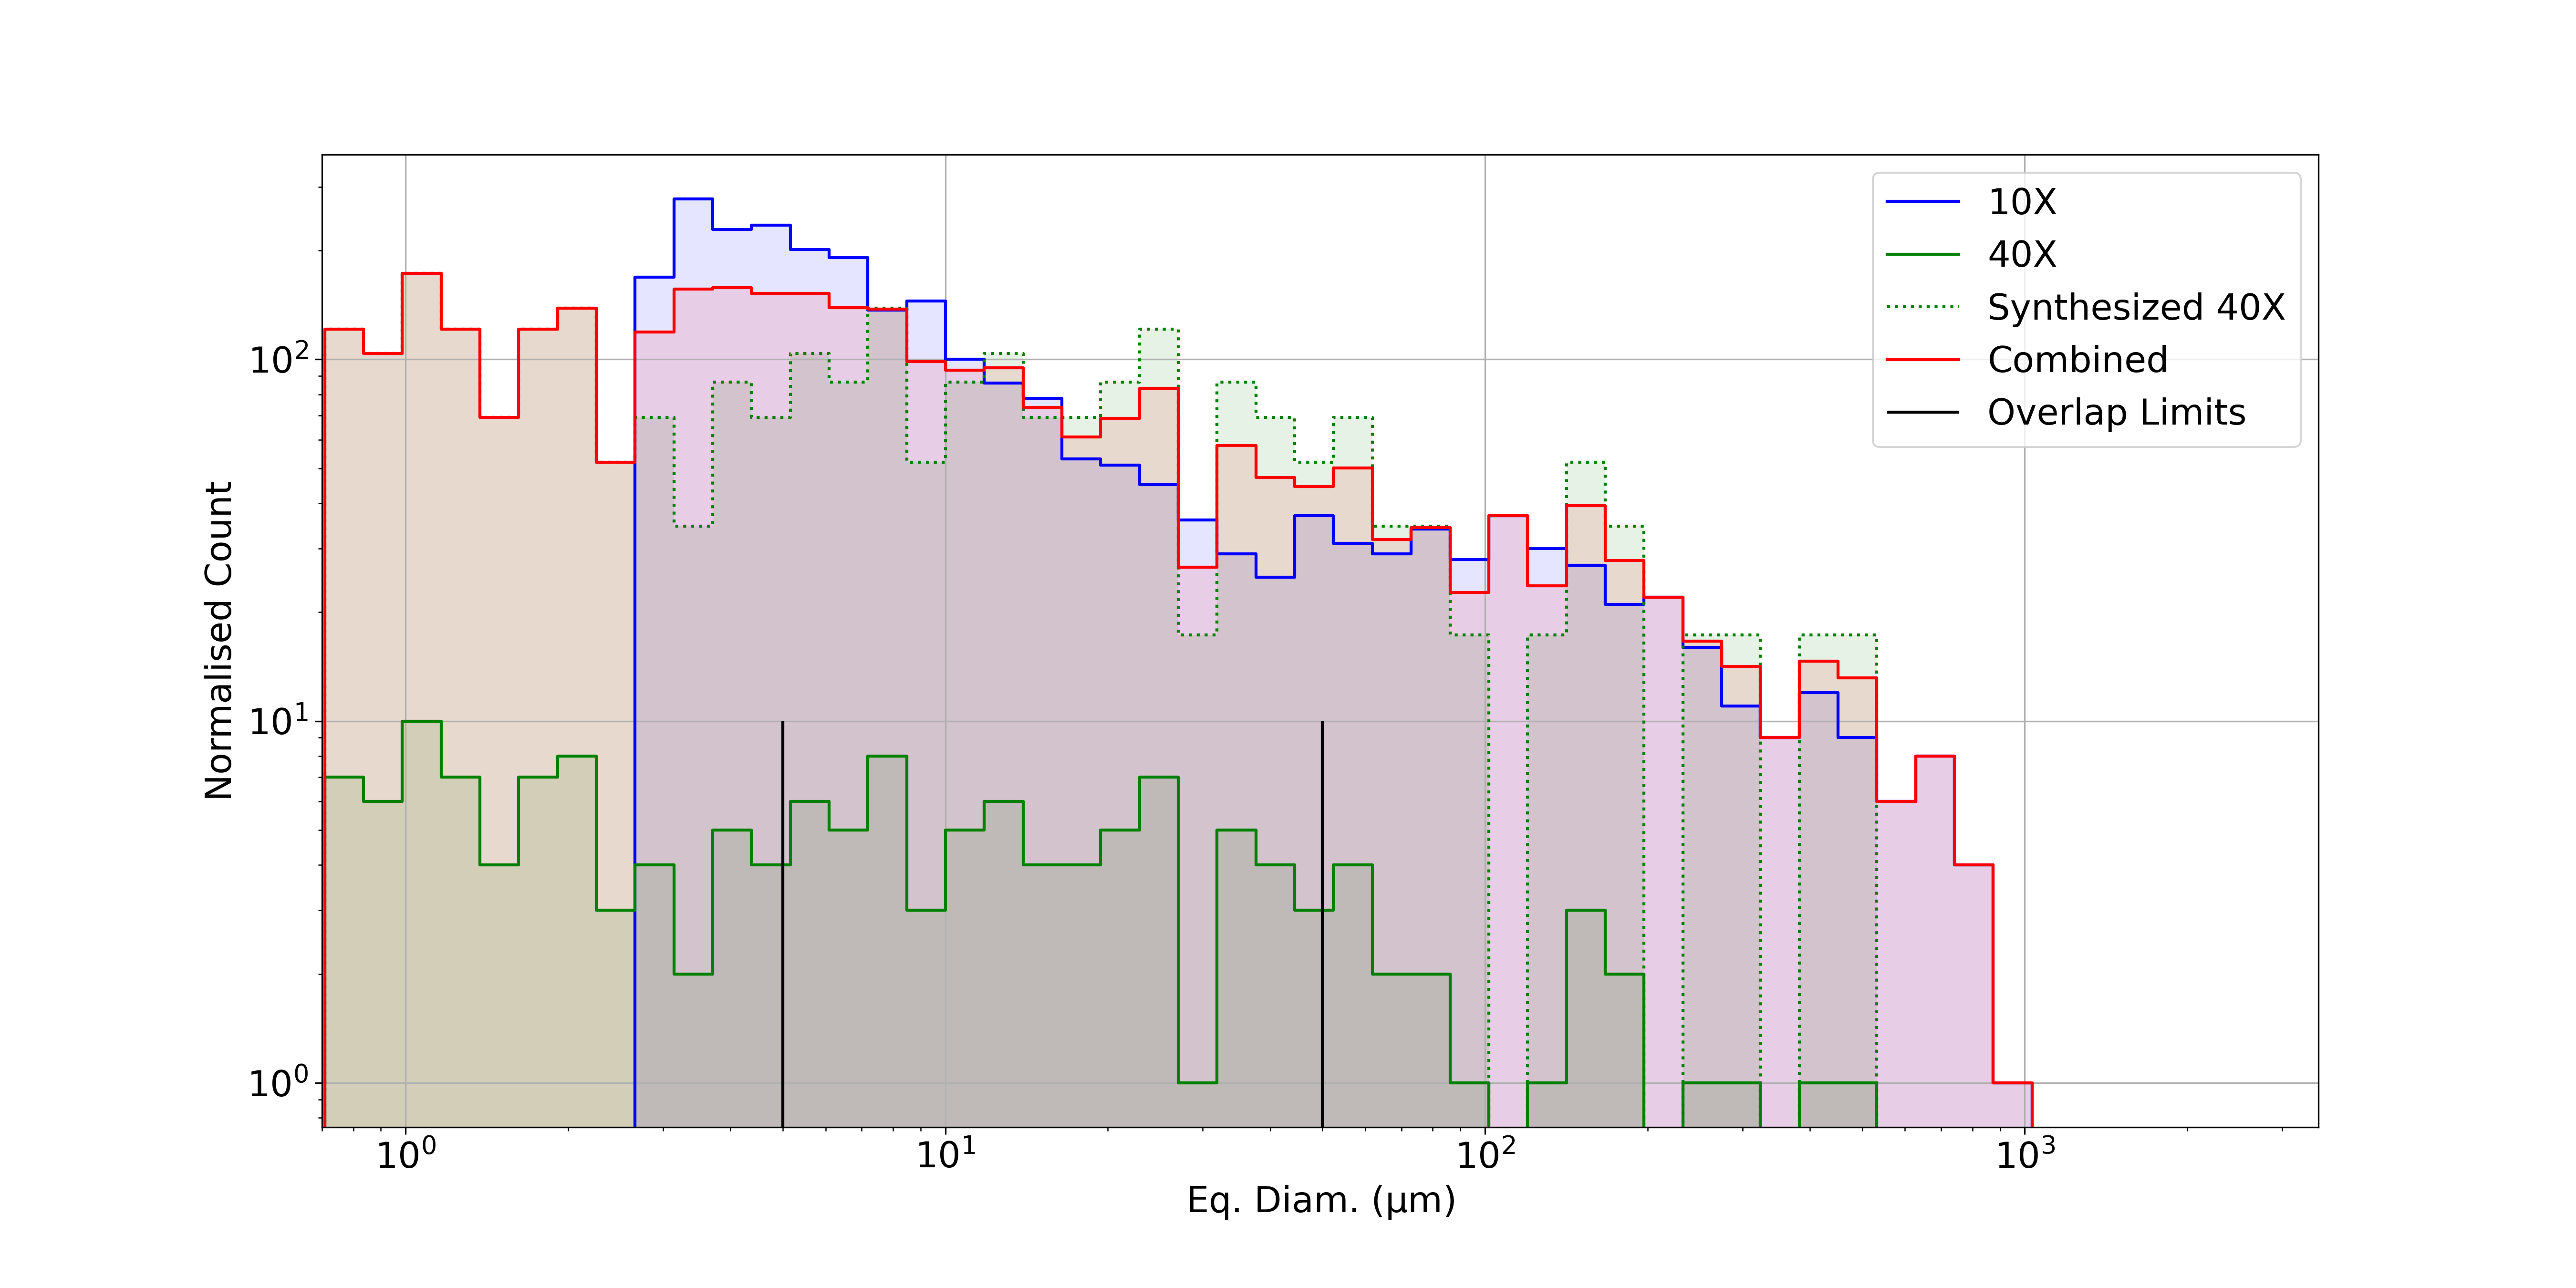 10X
40X
Synthesized 40X
Combined
Overlap Limits
Normalised Count
10²
10¹
10⁰
10⁰ 10¹ 10² 10³
Eq. Diam. (µm)